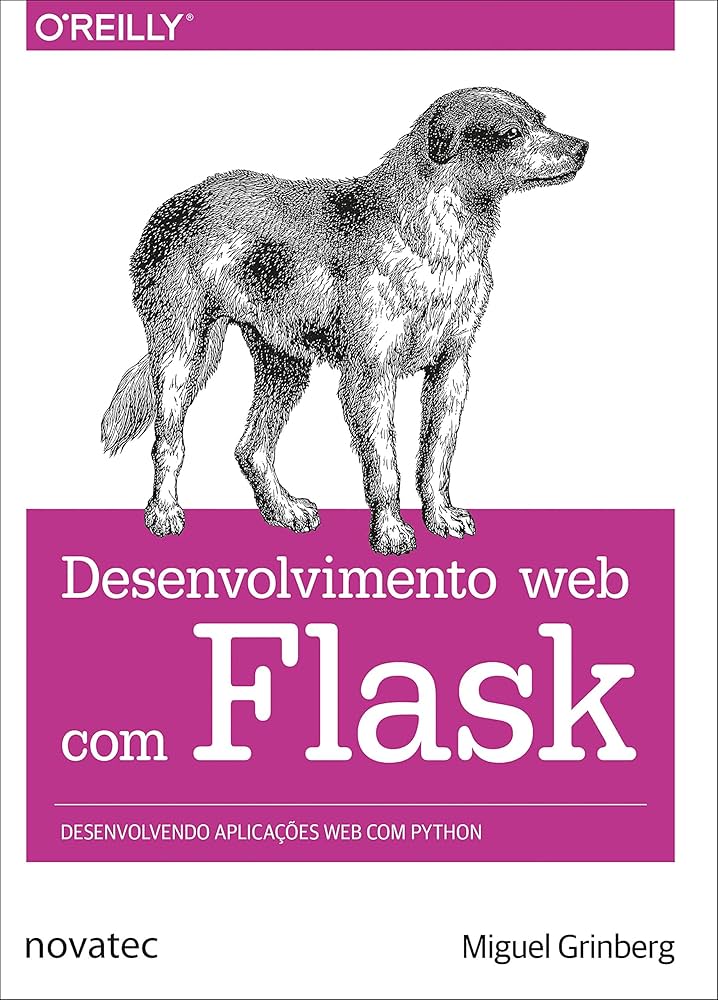 O'REILLY®
Desenvolvimento web
com Flask
DESENVOLVENDO APLICAÇÕES WEB COM PYTHON
novatec
Miguel Grinberg